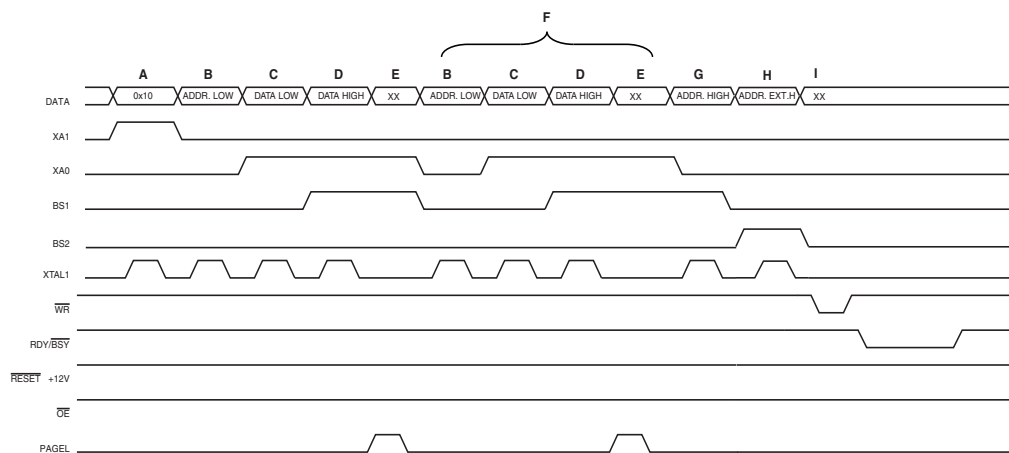 F
A B C D E B C D E G H I
DATA 0x10 ADDR. LOW DATA LOW DATA HIGH XX ADDR. LOW DATA LOW DATA HIGH XX ADDR. HIGH ADDR. EXT.H XX
XA1
XA0
BS1
BS2
XTAL1
WR
RDY/BSY
RESET +12V
OE
PAGEL